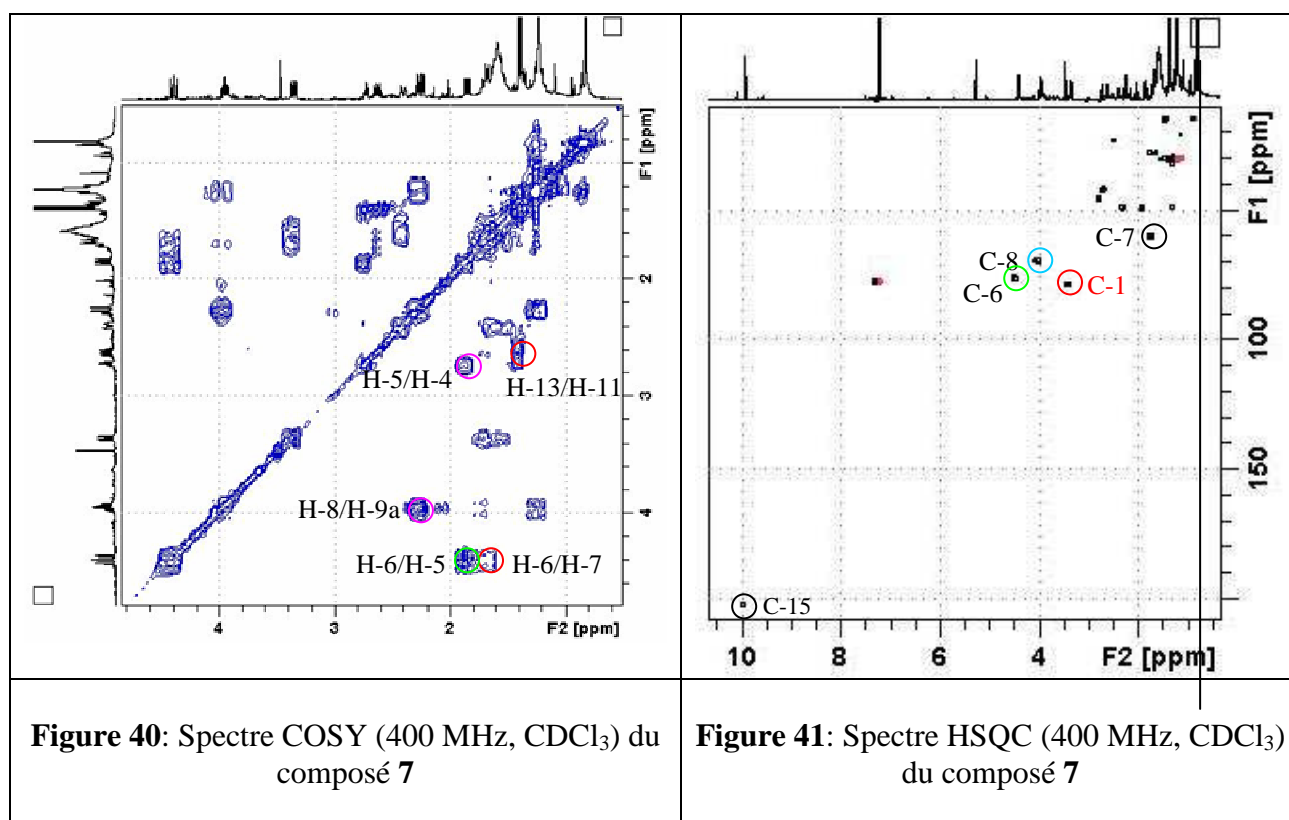 F1 [ppm]
2
3
4
H-5/H-4
H-13/H-11
H-8/H-9a
H-6/H-5
H-6/H-7
4
3
2
F2 [ppm]
F1 [ppm]
100
150
C-7
C-8
C-6
C-1
C-15
10
8
6
4
F2 [ppm]
Figure 40: Spectre COSY (400 MHz, CDCl3) du
composé 7
Figure 41: Spectre HSQC (400 MHz, CDCl3)
du composé 7